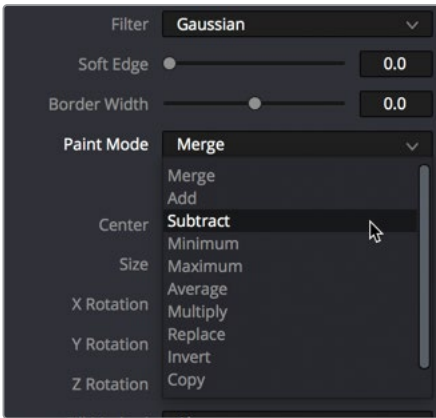 Filter Gaussian
Soft Edge 0.0
Border Width 0.0
Paint Mode Merge
Merge
Add
Center Subtract
Minimum
Size Maximum
Average
X Rotation Multiply
Y Rotation Replace
Invert
Z Rotation Copy